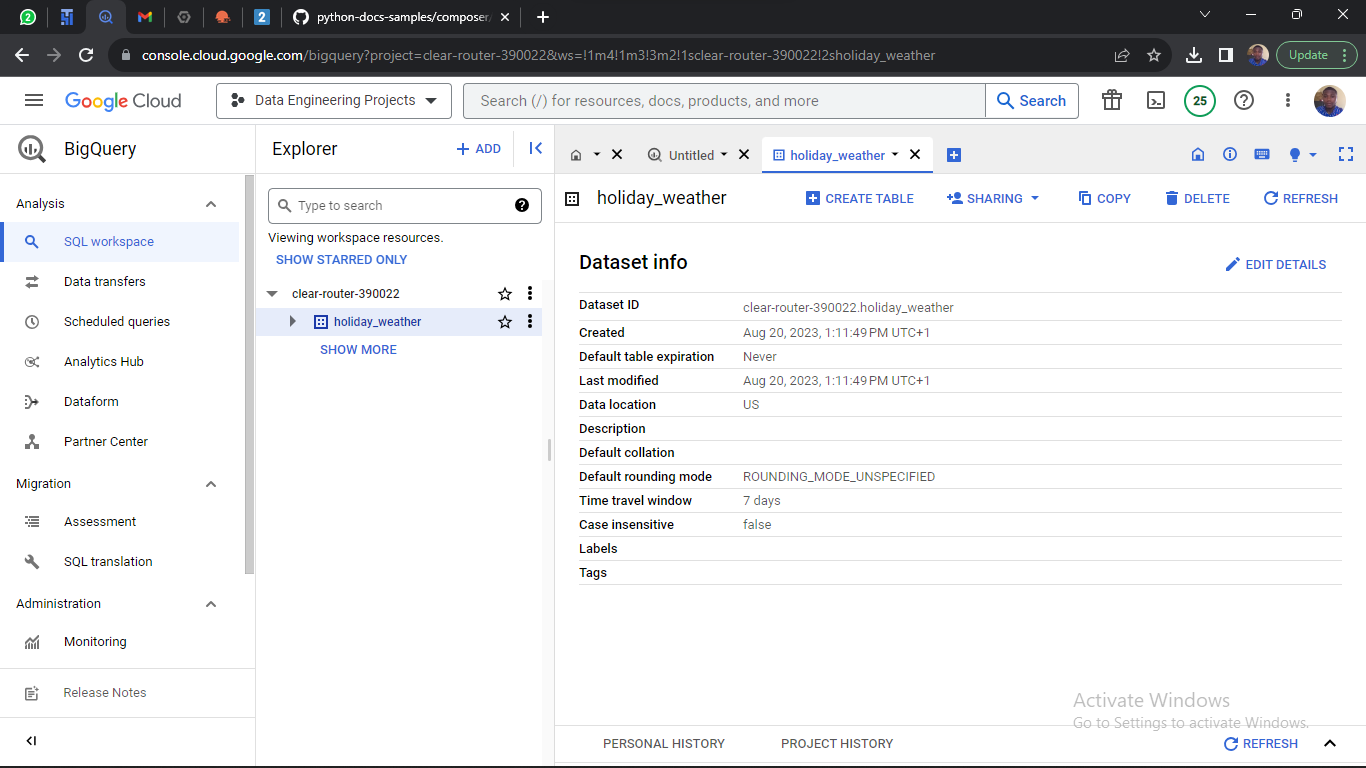 2
2
python-docs-samples/composer
console.cloud.google.com/bigquery?project=clear-router-390022&ws=!1m4!1m3!3m2!1sclear-router-390022!2sholiday_weather
Update
Google Cloud
Data Engineering Projects
Search (/) for resources, docs, products, and more
Search
25
BigQuery
Explorer
ADD
Untitled
holiday_weather
Analysis
SQL workspace
Data transfers
Scheduled queries
Analytics Hub
Dataform
Partner Center
Migration
Assessment
SQL translation
Administration
Monitoring
Release Notes
Type to search
Viewing workspace resources.
SHOW STARRED ONLY
clear-router-390022
holiday_weather
SHOW MORE
holiday_weather
CREATE TABLE
SHARING
COPY
DELETE
REFRESH
Dataset info
EDIT DETAILS
Dataset ID clear-router-390022.holiday_weather
Created Aug 20, 2023, 1:11:49 PM UTC+1
Default table expiration Never
Last modified Aug 20, 2023, 1:11:49 PM UTC+1
Data location US
Description
Default collation
Default rounding mode ROUNDING_MODE_UNSPECIFIED
Time travel window 7 days
Case insensitive false
Labels
Tags
Activate Windows
Go to Settings to activate Windows.
PERSONAL HISTORY
PROJECT HISTORY
REFRESH